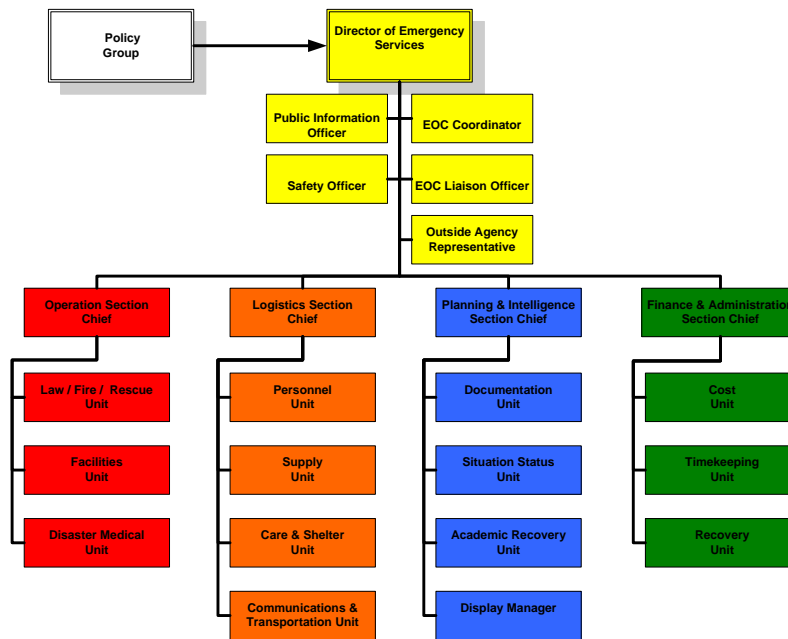 Policy
Group
Director of Emergency
Services
Public Information
Officer
EOC Coordinator
Safety Officer
EOC Liaison Officer
Outside Agency
Representative
Operation Section
Chief
Logistics Section
Chief
Planning & Intelligence
Section Chief
Finance & Administration
Section Chief
Law / Fire / Rescue
Unit
Personnel
Unit
Documentation
Unit
Cost
Unit
Facilities
Unit
Supply
Unit
Situation Status
Unit
Timekeeping
Unit
Disaster Medical
Unit
Care & Shelter
Unit
Academic Recovery
Unit
Recovery
Unit
Communications &
Transportation Unit
Display Manager